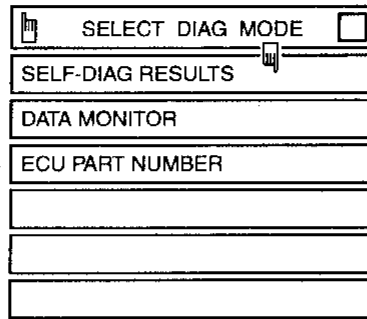 SELECT DIAG MODE
SELF-DIAG RESULTS
DATA MONITOR
ECU PART NUMBER